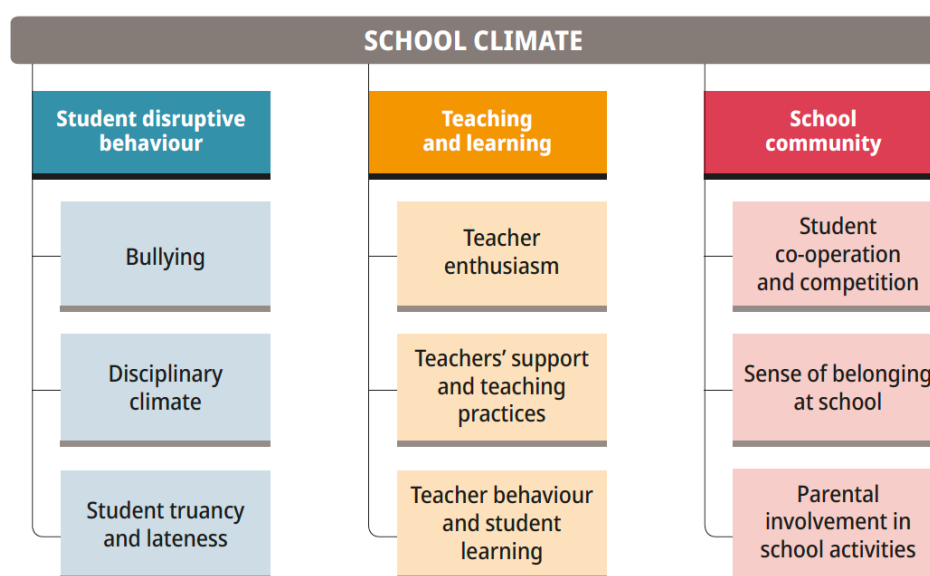 SCHOOL CLIMATE
Student disruptive
behaviour
Bullying
Disciplinary
climate
Student truancy
and lateness
Teaching
and learning
Teacher
enthusiasm
Teachers’ support
and teaching
practices
Teacher behaviour
and student
learning
School
community
Student
co-operation
and competition
Sense of belonging
at school
Parental
involvement in
school activities